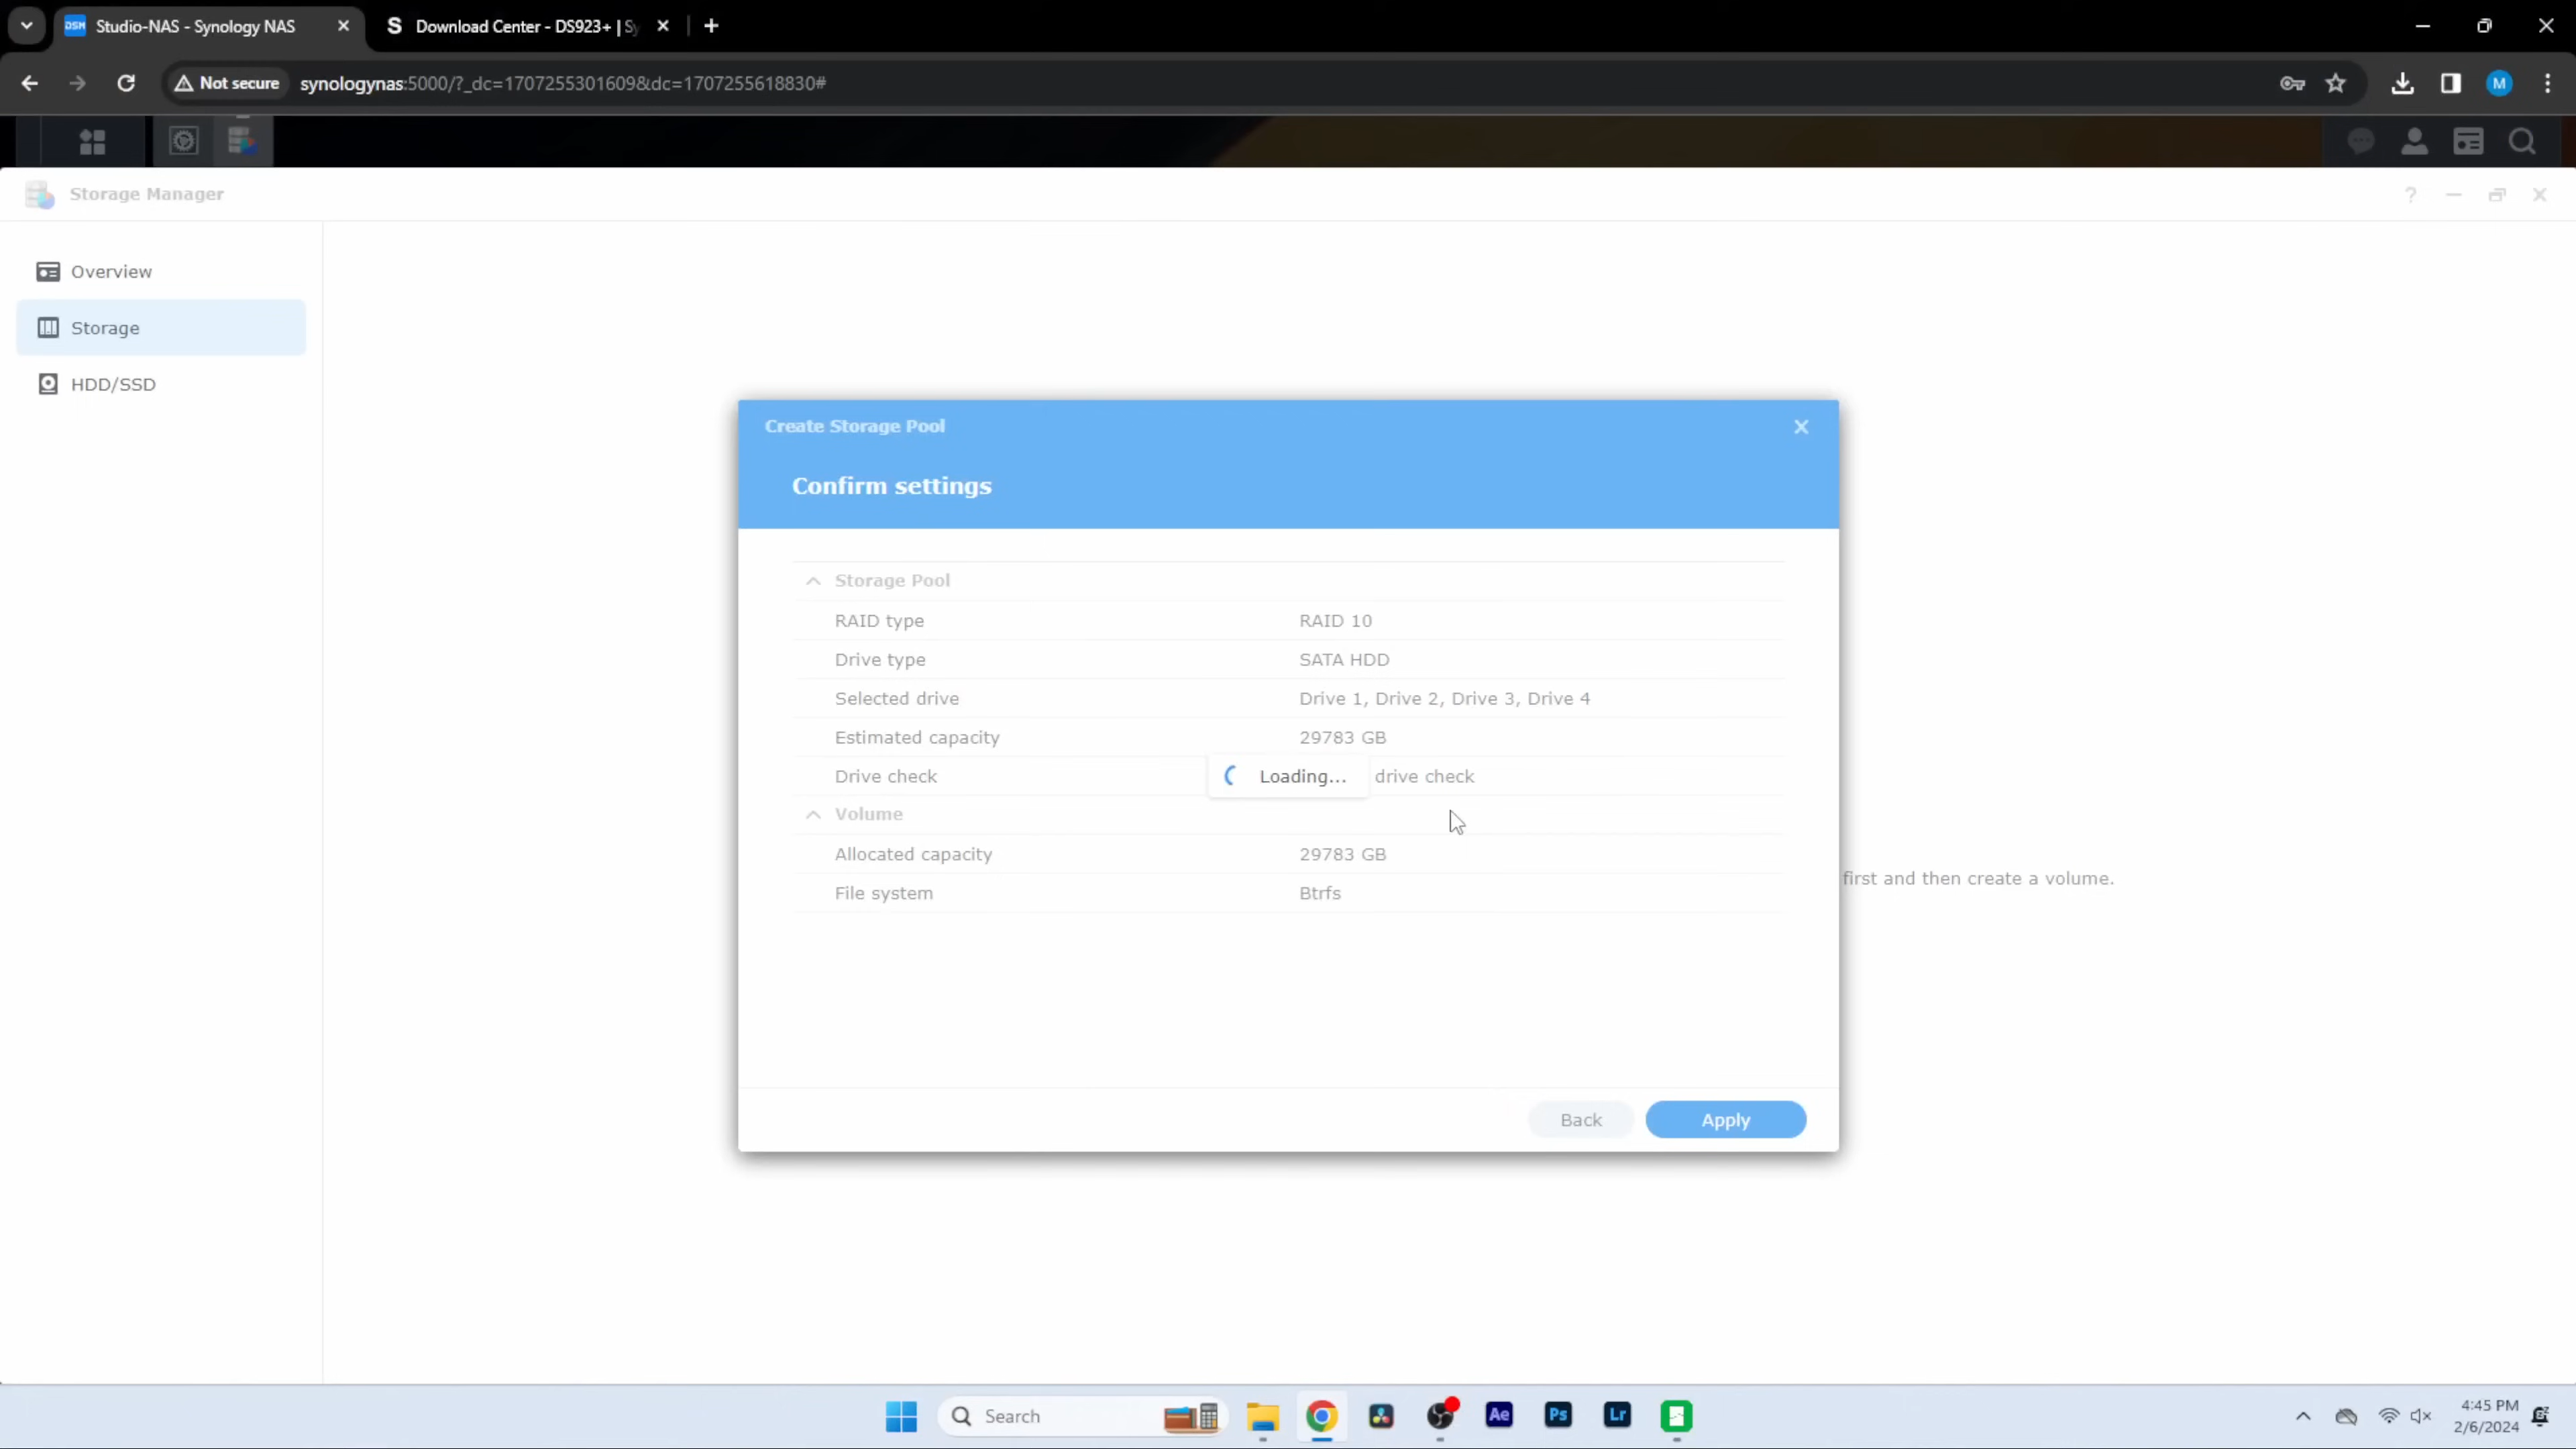 DSM Studio-NAS - Synology NAS
S Download Center - DS923+ | Sy
Not secure synologynas:5000/?_dc=1707255301609&dc=1707255618830#
M
Storage Manager
Overview
Storage
HDD/SSD
Create Storage Pool
Confirm settings
Storage Pool
RAID type RAID 10
Drive type SATA HDD
Selected drive Drive 1, Drive 2, Drive 3, Drive 4
Estimated capacity 29783 GB
Drive check Loading... drive check
Volume
Allocated capacity 29783 GB
first and then create a volume.
File system Btrfs
Back Apply
Search Ae Ps Lr
4:45 PM
2/6/2024